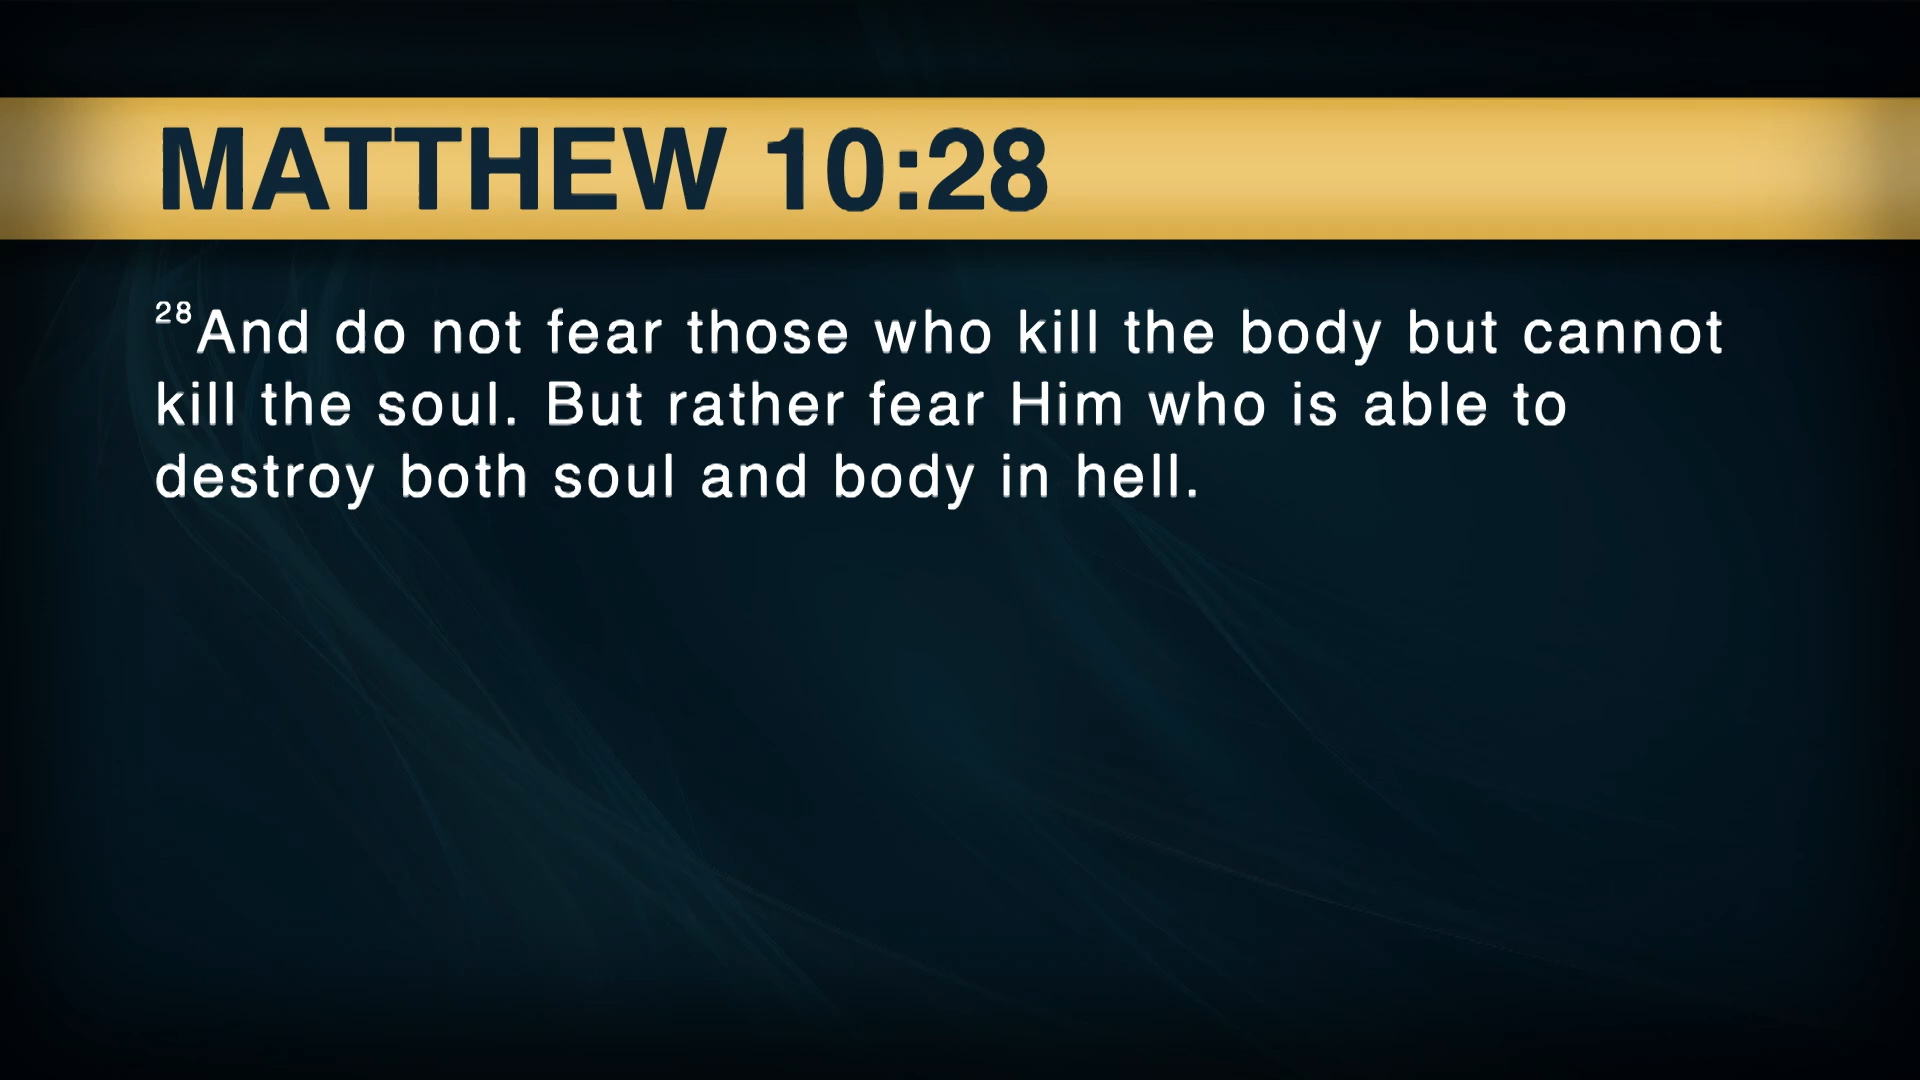 MATTHEW 10:28
28And do not fear those who kill the body but cannot
kill the soul. But rather fear Him who is able to
destroy both soul and body in hell.